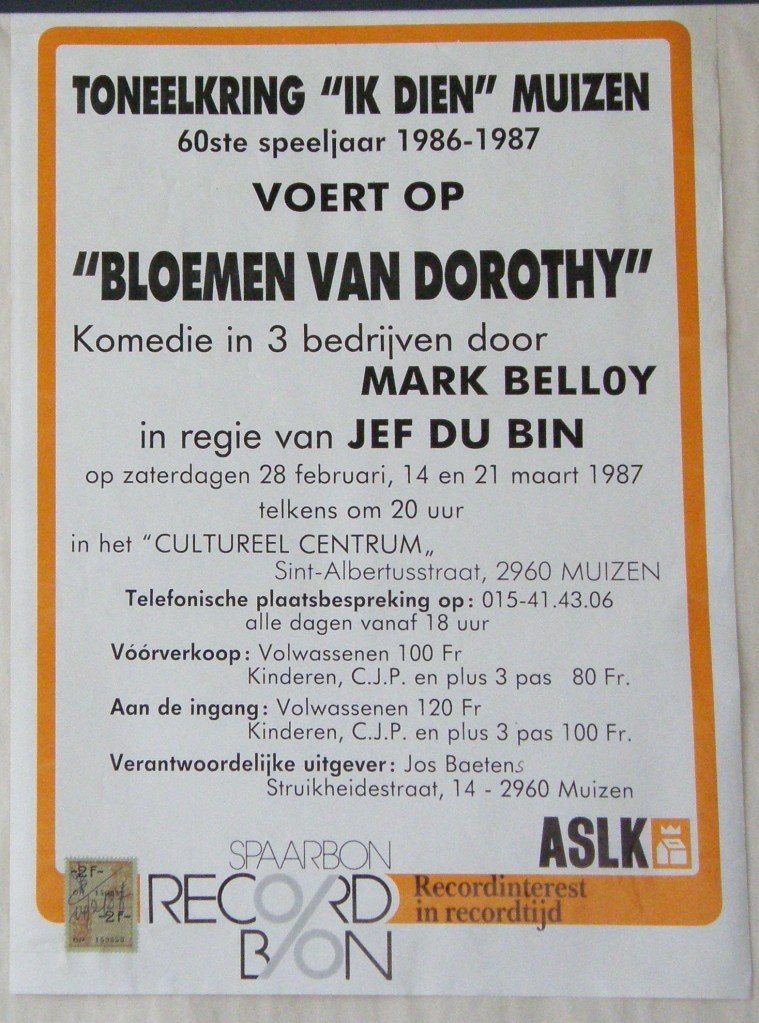 TONEELKRING "IK DIEN" MUIZEN
60ste speeljaar 1986-1987
VOERT OP
"BLOEMEN VAN DOROTHY"
Komedie in 3 bedrijven door
MARK BELLOY
in regie van JEF DU BIN
op zaterdagen 28 februari, 14 en 21 maart 1987
telkens om 20 uur
in het "CULTUREEL CENTRUM„
Sint-Albertusstraat, 2960 MUIZEN
Telefonische plaatsbespreking op: 015-41.43.06
alle dagen vanaf 18 uur
Vóórverkoop: Volwassenen 100 Fr
Kinderen, C.J.P. en plus 3 pas 80 Fr.
Aan de ingang: Volwassenen 120 Fr
Kinderen, C.J.P. en plus 3 pas 100 Fr.
Verantwoordelijke uitgever: Jos Baetens
Struikheidestraat, 14 - 2960 Muizen
ASLK
SPAARBON
RECORD
BON
Recordinterest
in recordtijd
-2F-
-2F-